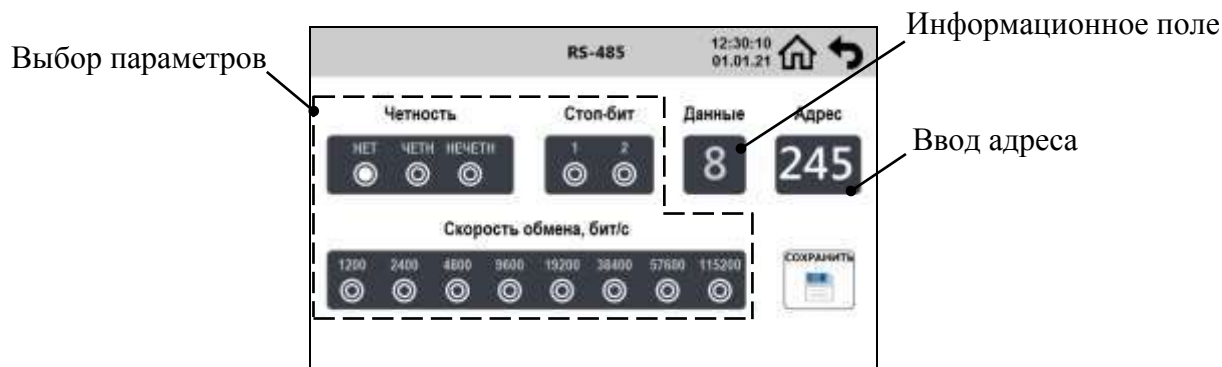 Информационное поле
Выбор параметров
RS-485
12:30:10
01.01.21
Четность
Стоп-бит
Данные
Адрес
НЕТ ЧЕТН НЕЧЕТН
1 2
8
245
Ввод адреса
Скорость обмена, бит/с
1200 2400 4800 9600 19200 38400 57600 115200
СОХРАНИТЬ